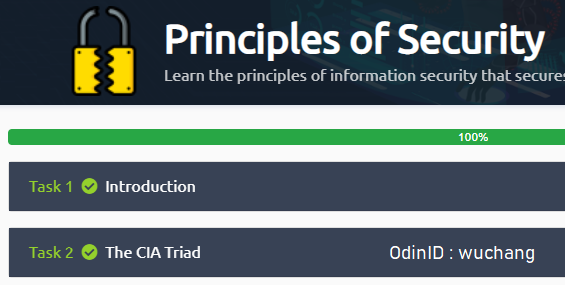 Principles of Security
Learn the principles of information security that secures
100%
Task 1 Introduction
Task 2 The CIA Triad OdinID : wuchang